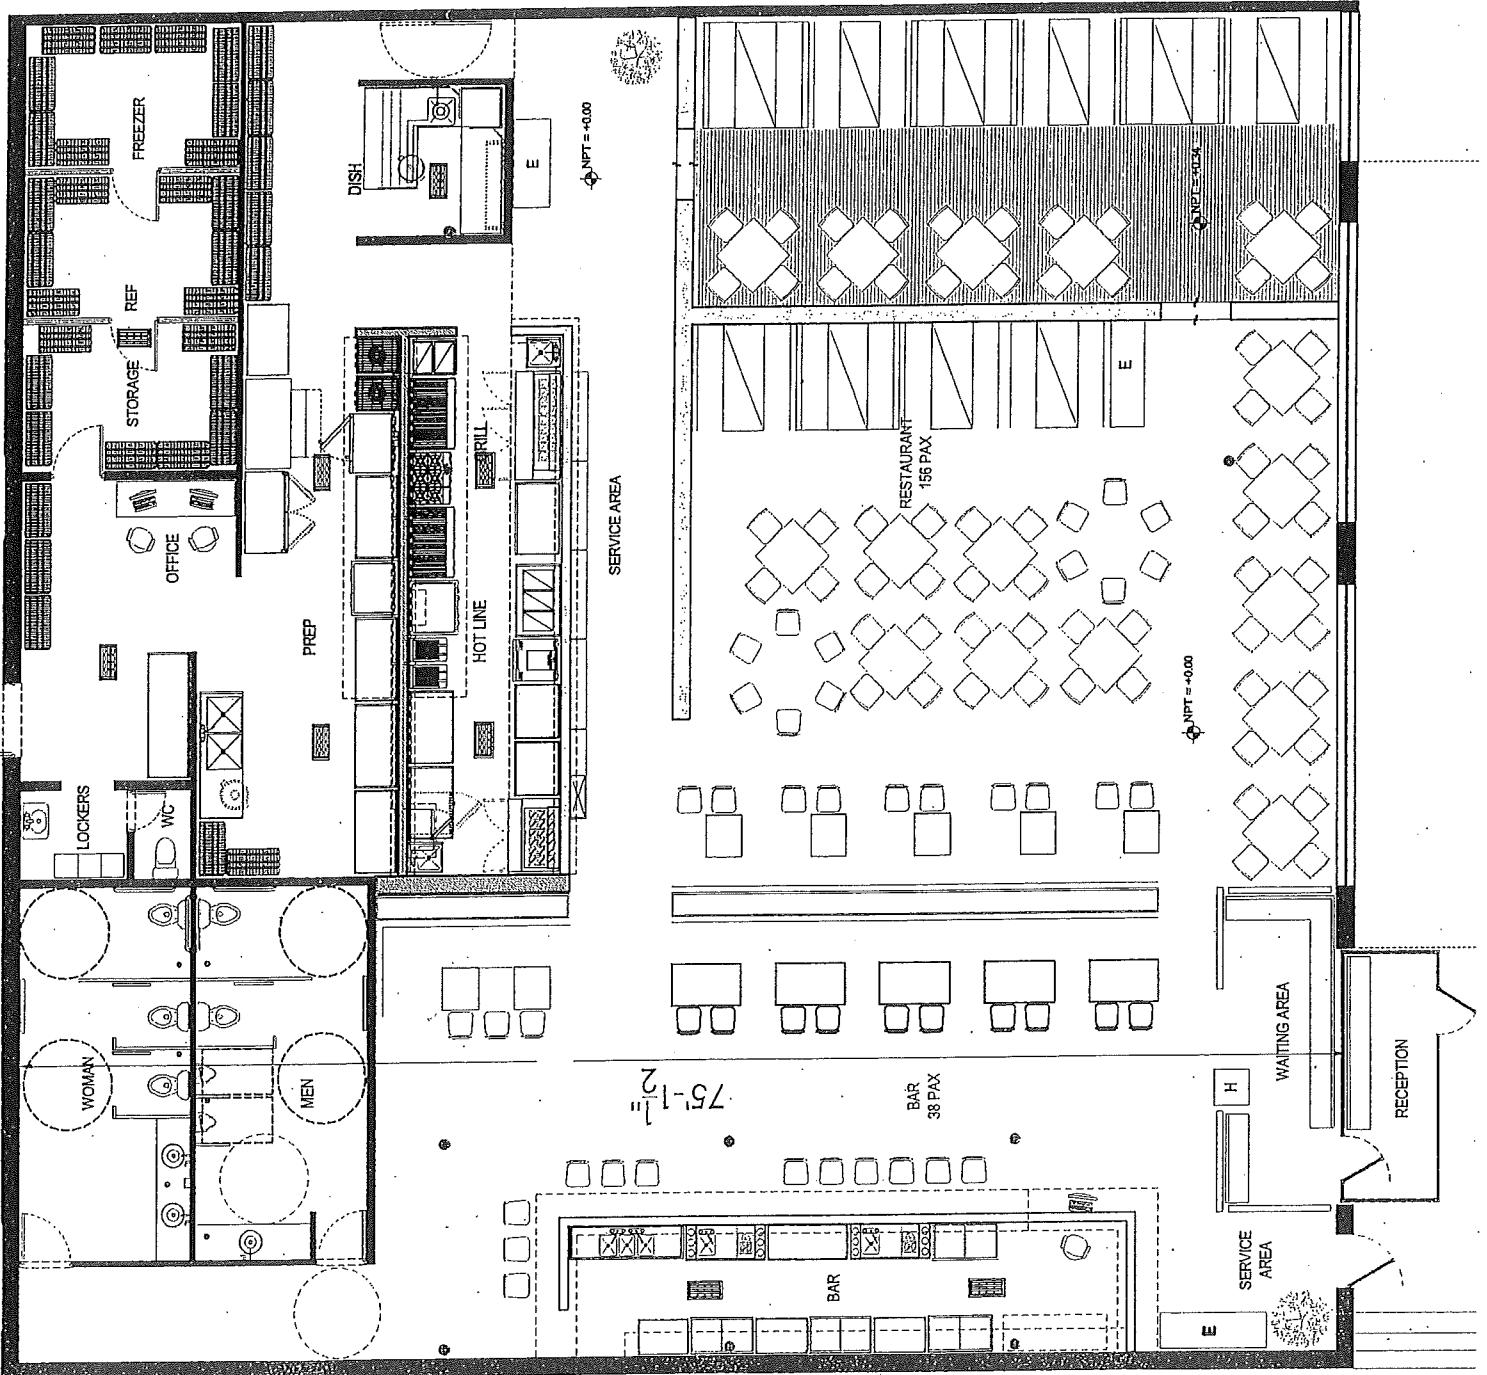 FREEZER
REF
STORAGE
OFFICE
LOCKERS
WC
WOMAN
MEN
DISH
E
NPT = +0.00
PREP
HOT LINE
SERVICE AREA
RESTAURANT
156 PAX
E
NPT = +0.34
NPT = +0.00
75'-1 1/2"
BAR
38 PAX
BAR
WAITING AREA
H
RECEPTION
SERVICE
AREA
E